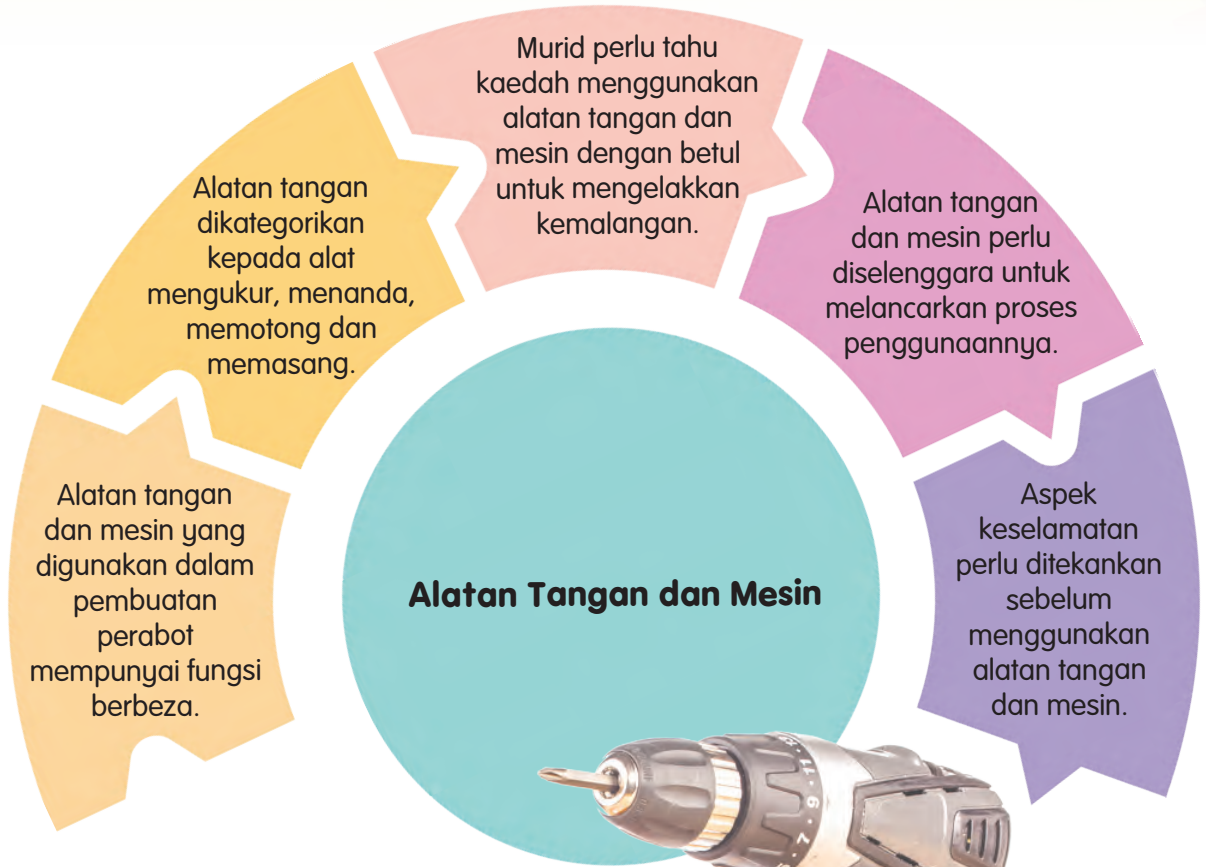 Alatan tangan
dan mesin yang
digunakan dalam
pembuatan
perabot
mempunyai fungsi
berbeza.
Alatan tangan
dikategorikan
kepada alat
mengukur, menanda,
memotong dan
memasang.
Murid perlu tahu
kaedah menggunakan
alatan tangan dan
mesin dengan betul
untuk mengelakkan
kemalangan.
Alatan tangan
dan mesin perlu
diselenggara untuk
melancarkan proses
penggunaannya.
Aspek
keselamatan
perlu ditekankan
sebelum
menggunakan
alatan tangan
dan mesin.
Alatan Tangan dan Mesin